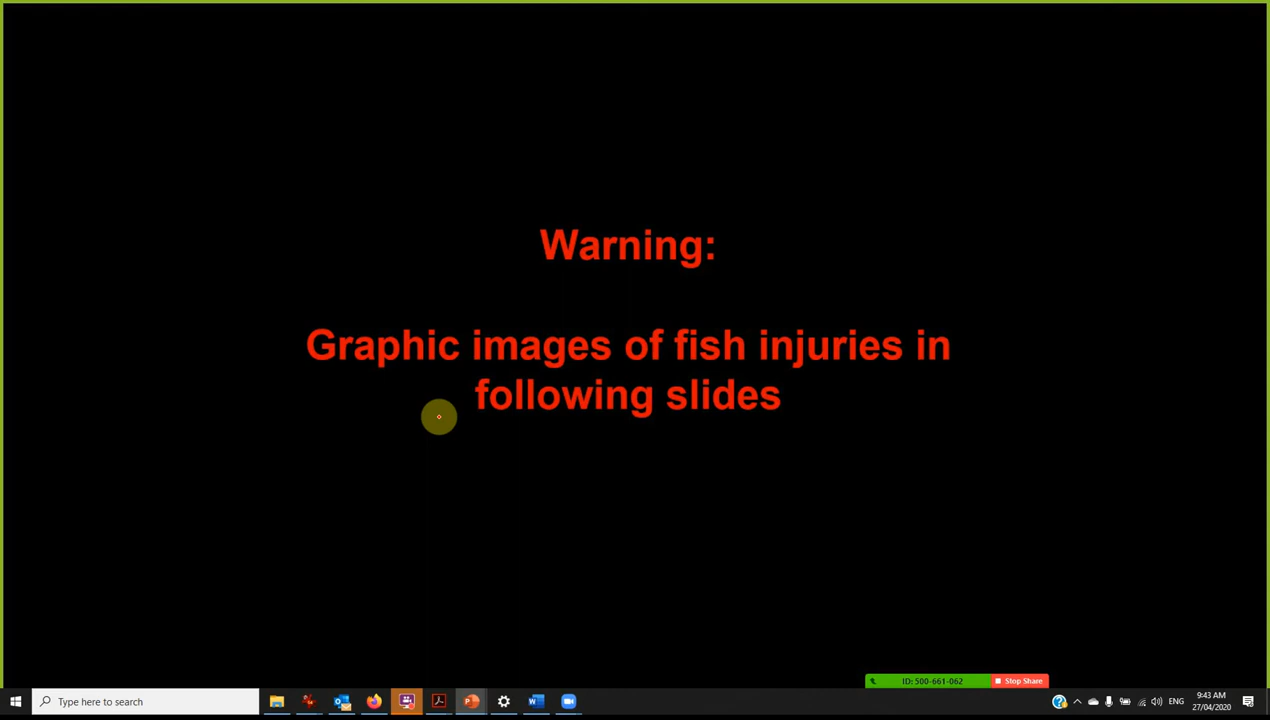 Warning:
Graphic images of fish injuries in
following slides
ID: 500-661-062
Stop Share
Type here to search
ENG
9:43 AM
27/04/2020